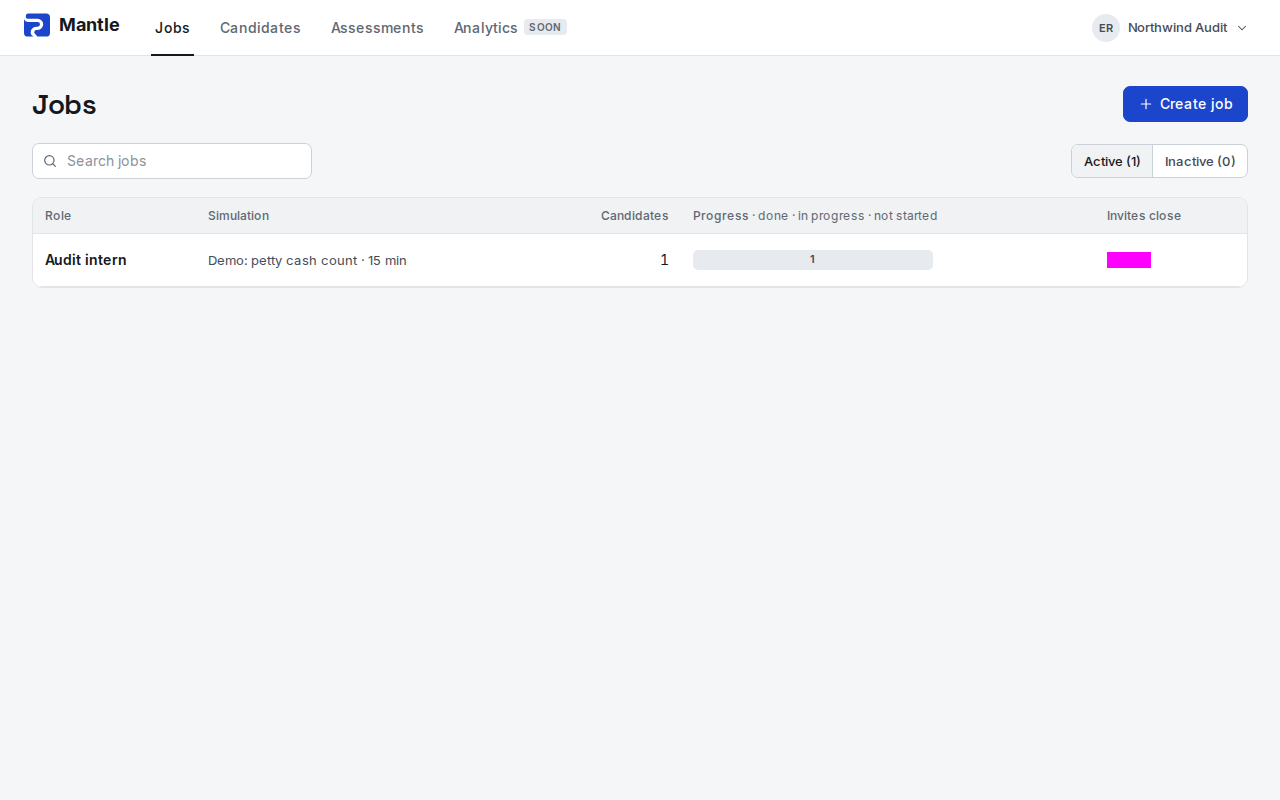 Mantle Jobs Candidates Assessments Analytics SOON ER Northwind Audit
Jobs Create job
Search jobs Active (1) Inactive (0)
Role Simulation Candidates Progress · done · in progress · not started Invites close
Audit intern Demo: petty cash count · 15 min 1 1